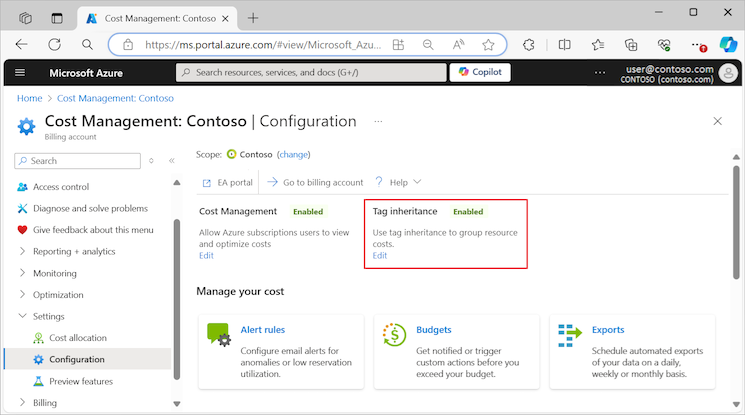 Cost Management: Contoso
https://ms.portal.azure.com/#view/Microsoft_Azu...
Microsoft Azure
Search resources, services, and docs (G+/)
Copilot
user@contoso.com
CONTOSO (contoso.com)
Home > Cost Management: Contoso
Cost Management: Contoso | Configuration
Billing account
Search
Access control
Diagnose and solve problems
Give feedback about this menu
Reporting + analytics
Monitoring
Optimization
Settings
Cost allocation
Configuration
Preview features
Billing
Scope: Contoso (change)
EA portal
Go to billing account
Help
Cost Management Enabled
Allow Azure subscriptions users to view
and optimize costs
Edit
Tag inheritance Enabled
Use tag inheritance to group resource
costs.
Edit
Manage your cost
Alert rules
Configure email alerts for
anomalies or low reservation
utilization.
Budgets
Get notified or trigger
custom actions before you
exceed your budget.
Exports
Schedule automated exports
of your data on a daily,
weekly or monthly basis.